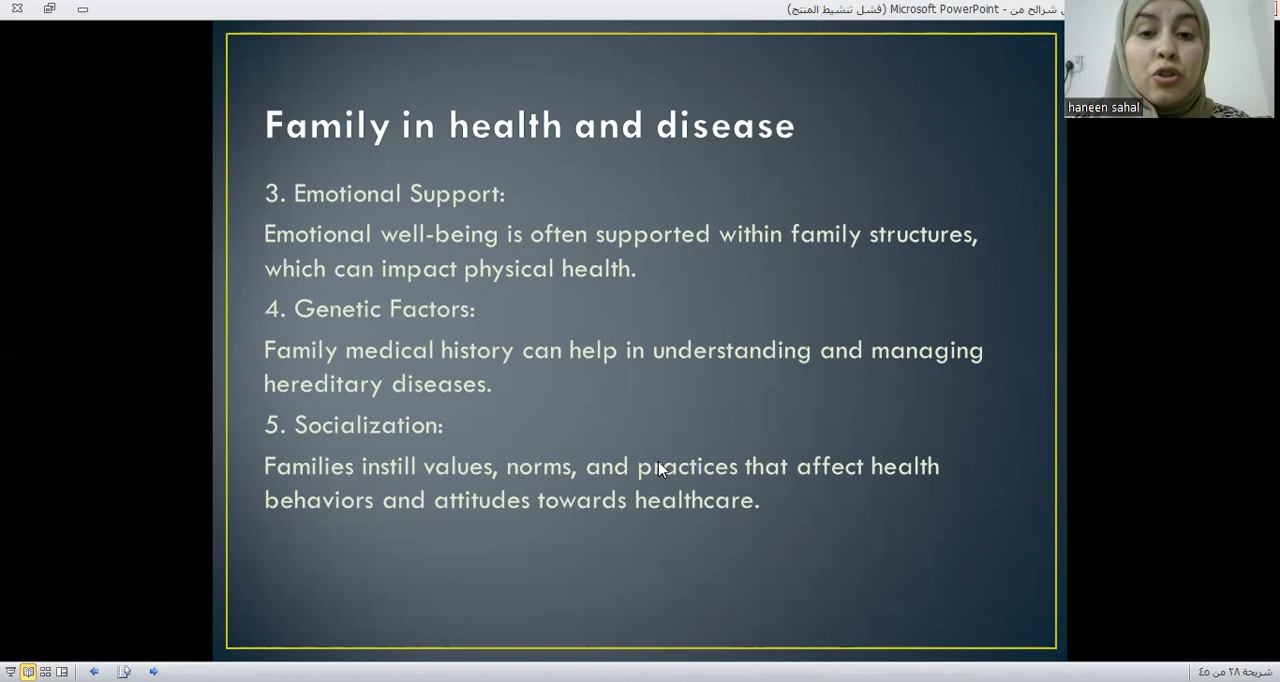 شرائح من - Microsoft PowerPoint (فشل تنشيط المنتج)
haneen sahal
Family in health and disease
3. Emotional Support:
Emotional well-being is often supported within family structures,
which can impact physical health.
4. Genetic Factors:
Family medical history can help in understanding and managing
hereditary diseases.
5. Socialization:
Families instill values, norms, and practices that affect health
behaviors and attitudes towards healthcare.
شريحة ٢٨ من ٤٥